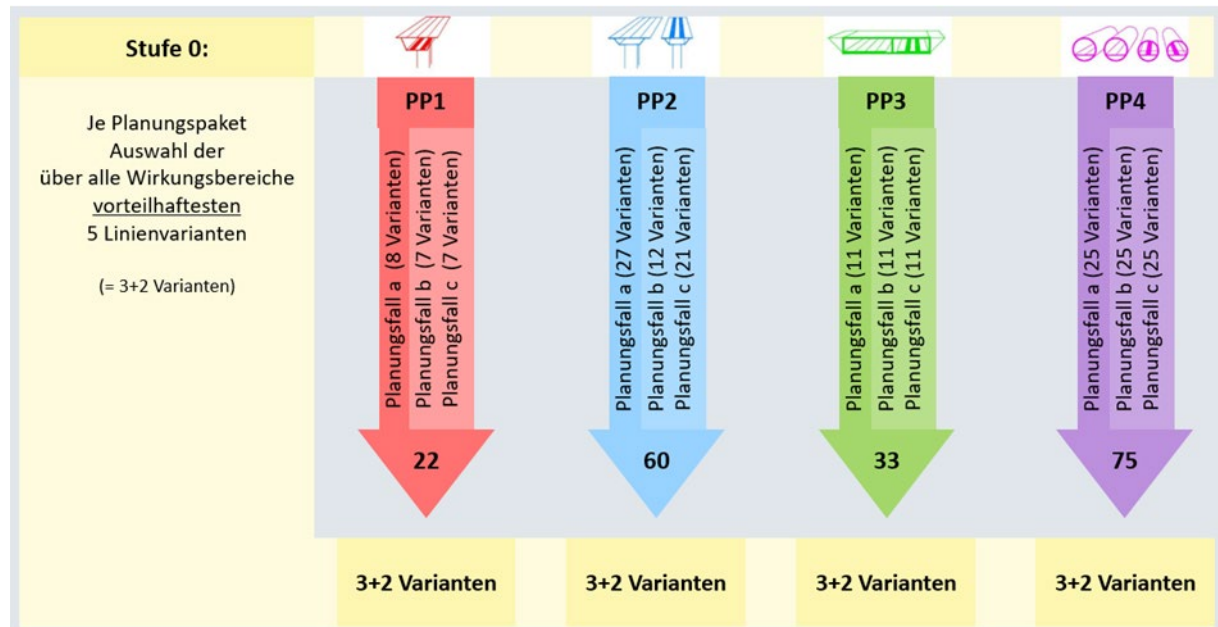 Stufe 0:
Je Planungspaket
Auswahl der
über alle Wirkungsbereiche
vorteilhaftesten
5 Linienvarianten
(= 3+2 Varianten)
PP1
Planungsfall a (8 Varianten)
Planungsfall b (7 Varianten)
Planungsfall c (7 Varianten)
22
3+2 Varianten
PP2
Planungsfall a (27 Varianten)
Planungsfall b (12 Varianten)
Planungsfall c (21 Varianten)
60
3+2 Varianten
PP3
Planungsfall a (11 Varianten)
Planungsfall b (11 Varianten)
Planungsfall c (11 Varianten)
33
3+2 Varianten
PP4
Planungsfall a (25 Varianten)
Planungsfall b (25 Varianten)
Planungsfall c (25 Varianten)
75
3+2 Varianten